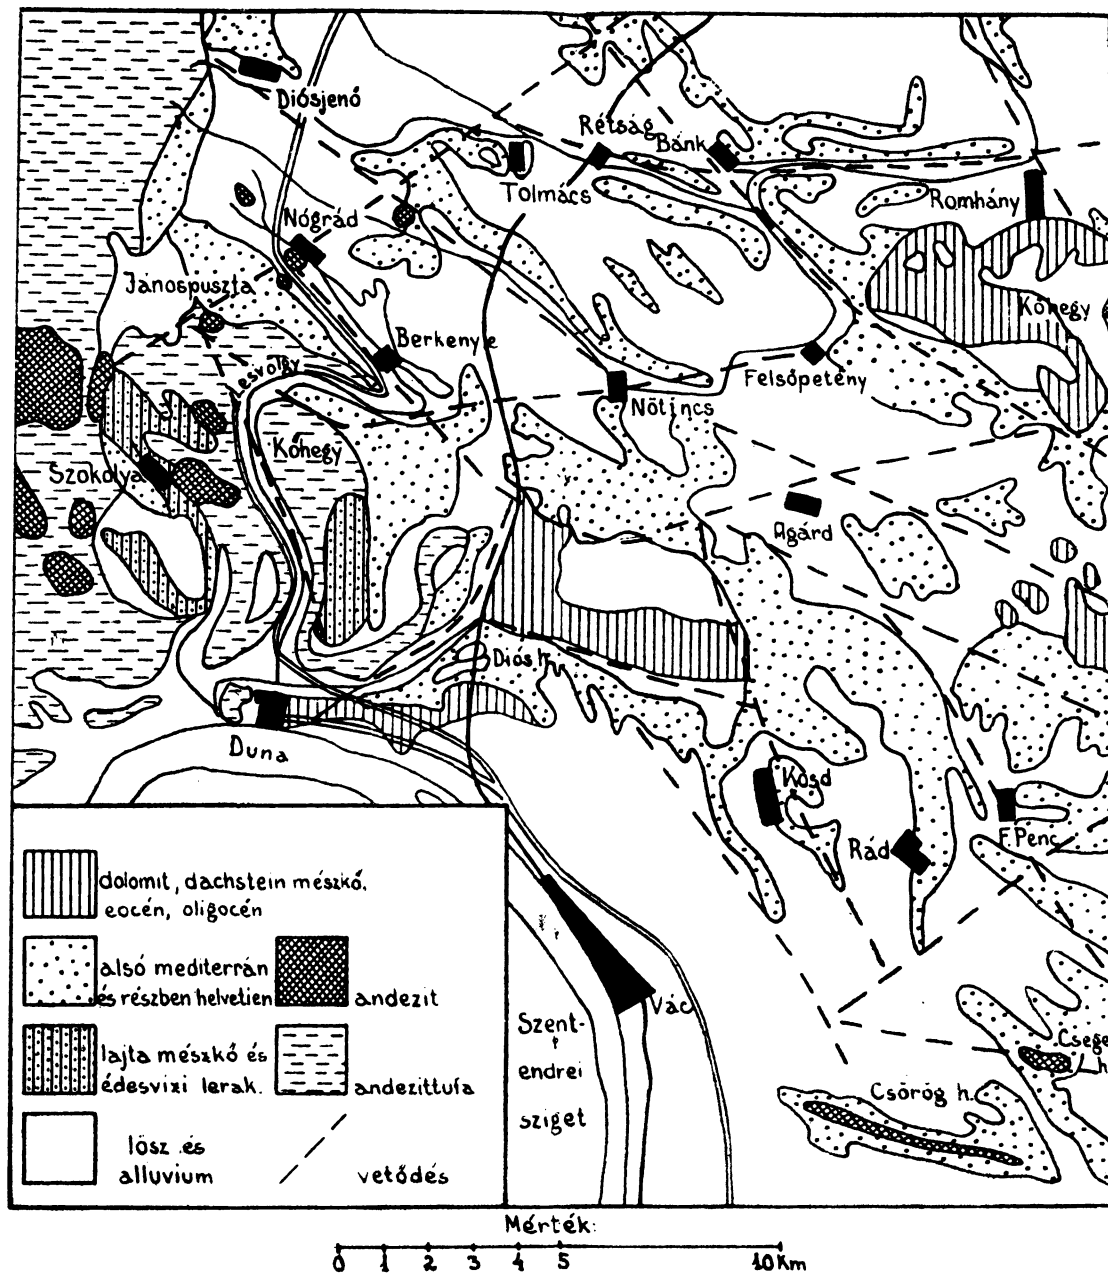 Diósjenő
Rétság
Bánk
Tolmács
Romhány
Nógrád
Jánospuszta
Kőhegy
Berkenye
Lesvölgy
Felsőpetény
Nőtincs
Kőhegy
Szokolya
Agárd
Diós h.
Duna
Kösd
Rád
F. Penc
dolomit, dachstein mészkő,
eocén, oligocén
alsó mediterrán
és részben helvetien
andezit
lajta mészkő és
édesvizi lerak.
andezittufa
lösz és
alluvium
vetődés
Vác
Szent-
endrei
sziget
Csörög h.
Mérték:
0 1 2 3 4 5 10 Km